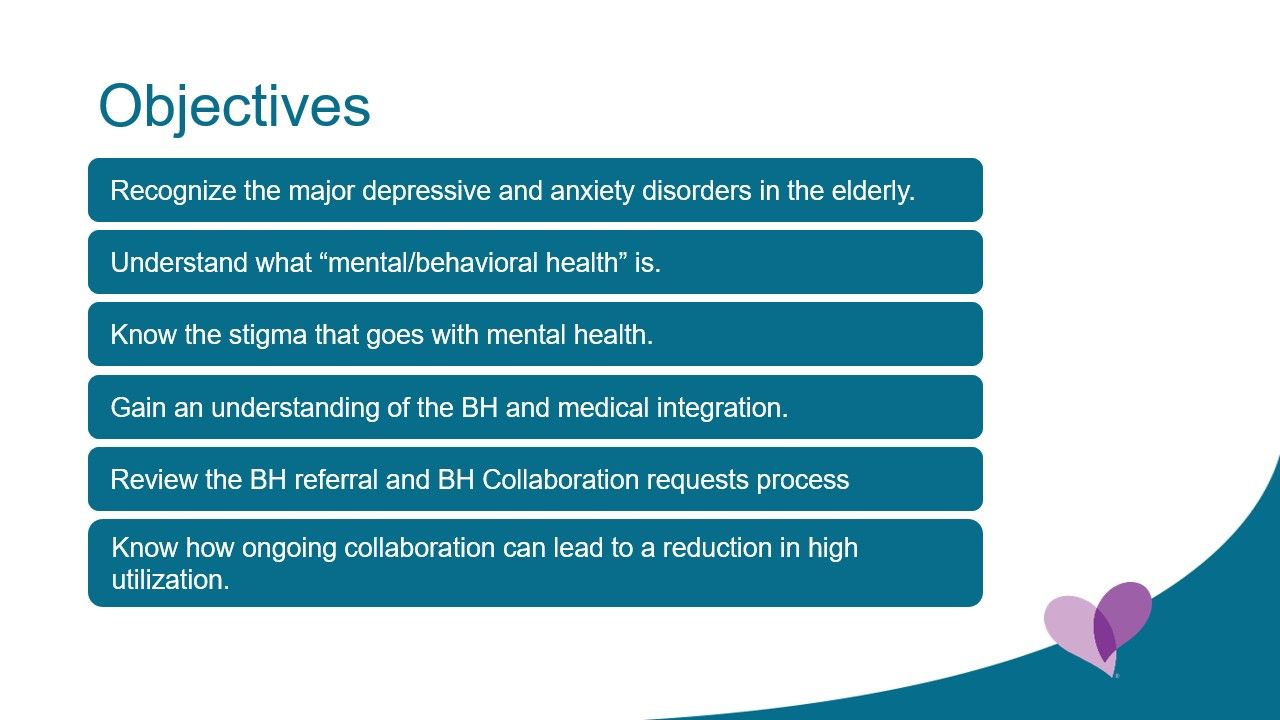 Objectives
Recognize the major depressive and anxiety disorders in the elderly.
Understand what “mental/behavioral health” is.
Know the stigma that goes with mental health.
Gain an understanding of the BH and medical integration.
Review the BH referral and BH Collaboration requests process
Know how ongoing collaboration can lead to a reduction in high
utilization.
®